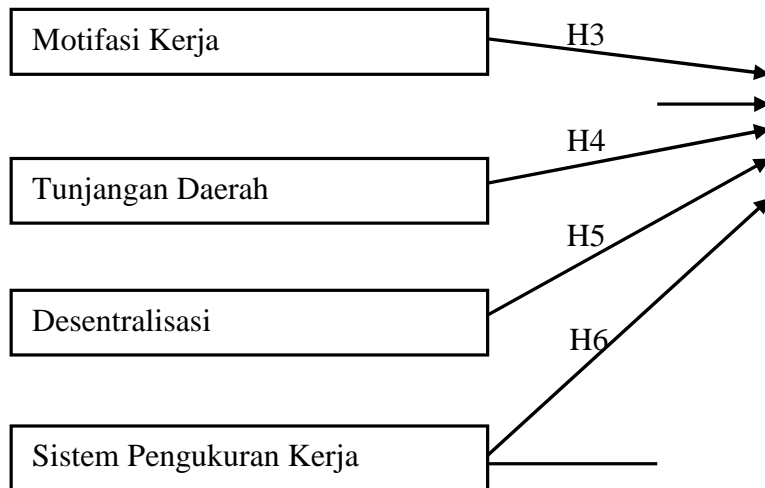 Motifasi Kerja
H3
Tunjangan Daerah
H4
Desentralisasi
H5
Sistem Pengukuran Kerja
H6